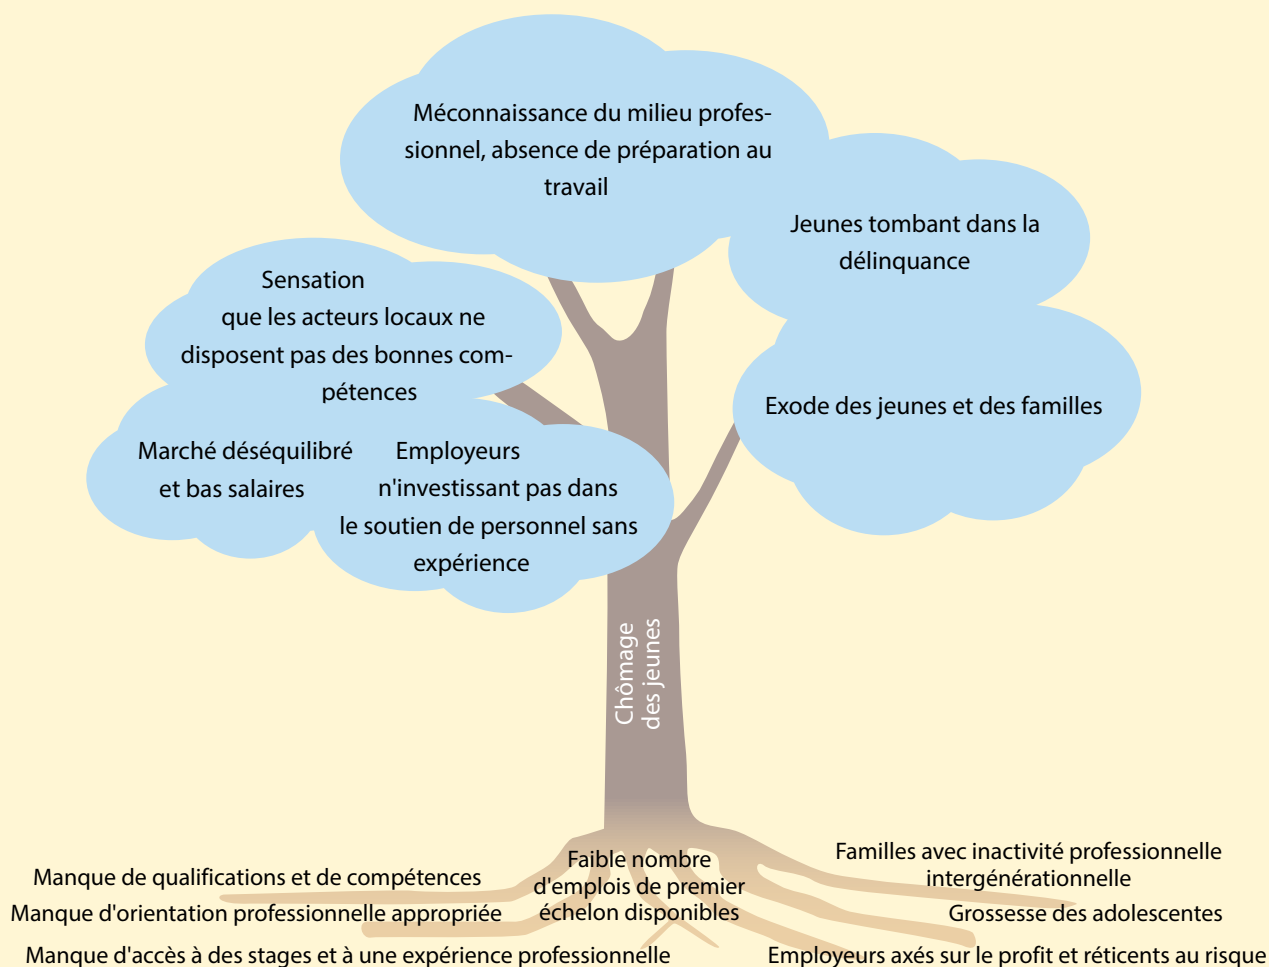 Méconnaissance du milieu profes-
sionnel, absence de préparation au
travail
Jeunes tombant dans la
délinquance
Sensation
que les acteurs locaux ne
disposent pas des bonnes com-
pétences
Exode des jeunes et des familles
Marché déséquilibré
et bas salaires
Employeurs
n'investissant pas dans
le soutien de personnel sans
expérience
Chômage
des jeunes
Manque de qualifications et de compétences
Manque d'orientation professionnelle appropriée
Manque d'accès à des stages et à une expérience professionnelle
Faible nombre
d'emplois de premier
échelon disponibles
Familles avec inactivité professionnelle
intergénérationnelle
Grossesse des adolescentes
Employeurs axés sur le profit et réticents au risque